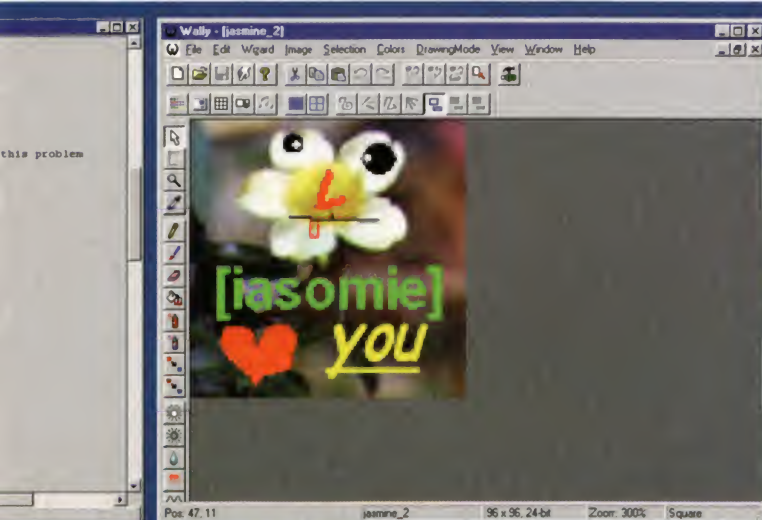 this problem
Wally - [jasmine_2]
File Edit Wizard Image Selection Colors DrawingMode View Window Help
[iasomie]
you
Pos: 47, 11 jasmine_2 96 x 96, 24-bit Zoom: 300% Square